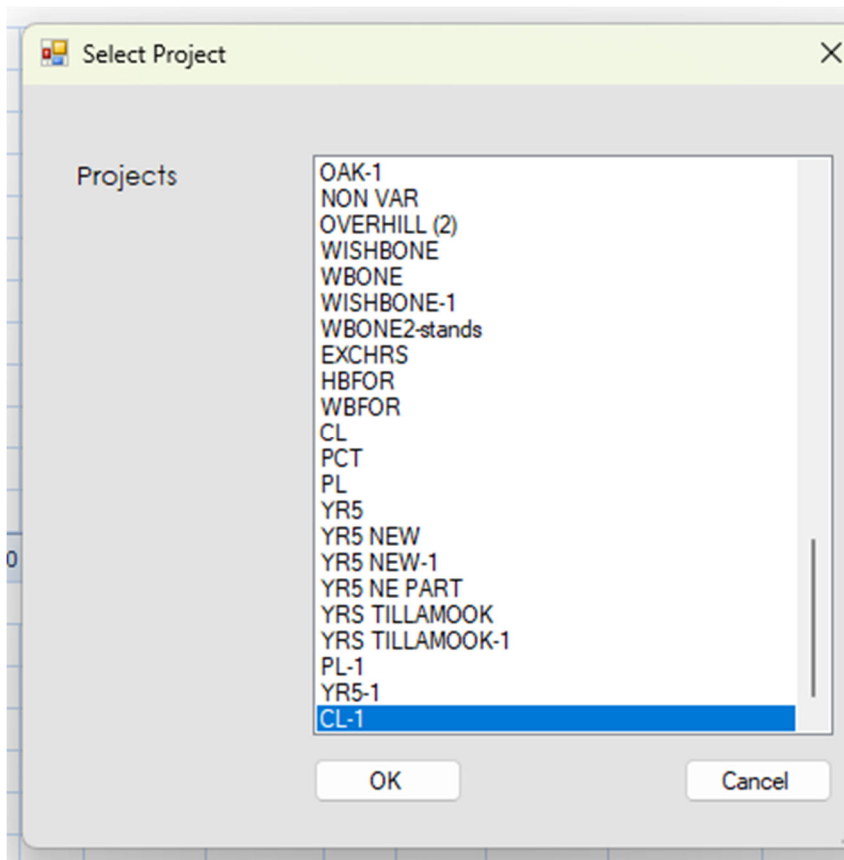 Select Project
Projects
OAK-1
NON VAR
OVERHILL (2)
WISHBONE
WBONE
WISHBONE-1
WBONE2-stands
EXCHRS
HBFOR
WBFOR
CL
PCT
PL
YR5
YR5 NEW
YR5 NEW-1
YR5 NE PART
YRS TILLAMOOK
YRS TILLAMOOK-1
PL-1
YR5-1
CL-1
0
OK Cancel